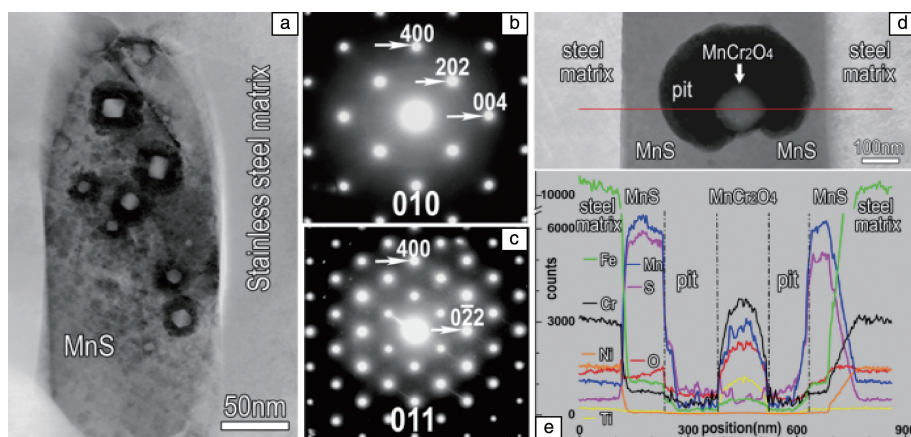 a
Stainless steel matrix
MnS
50nm
b
400
202
004
010
c
400
02̄2
011
d
steel
matrix
MnCr₂O₄
steel
matrix
pit
MnS
MnS
100nm
10000
6000
3000
0
counts
steel
matrix
MnS
MnCr₂O₄
MnS
steel
matrix
Fe
Mn
S
pit
pit
Cr
Ni
O
Ti
300
position(nm)
600
900
e